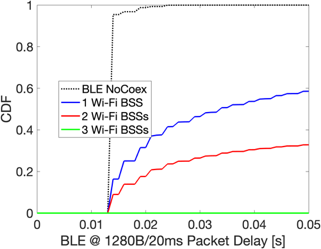 1
0.8
0.6
0.4
0.2
0
CDF
BLE NoCoex
1 Wi-Fi BSS
2 Wi-Fi BSSs
3 Wi-Fi BSSs
0 0.01 0.02 0.03 0.04 0.05
BLE @ 1280B/20ms Packet Delay [s]